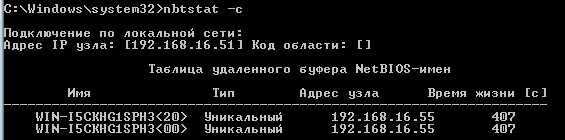 C:\Windows\system32>nbtstat -c
Подключение по локальной сети:
Адрес IP узла: [192.168.16.51] Код области: []
Таблица удаленного буфера NetBIOS-имен
Имя Тип Адрес узла Время жизни [с]
WIN-I5CKHG1SPH3<20> Уникальный 192.168.16.55 407
WIN-I5CKHG1SPH3<00> Уникальный 192.168.16.55 407